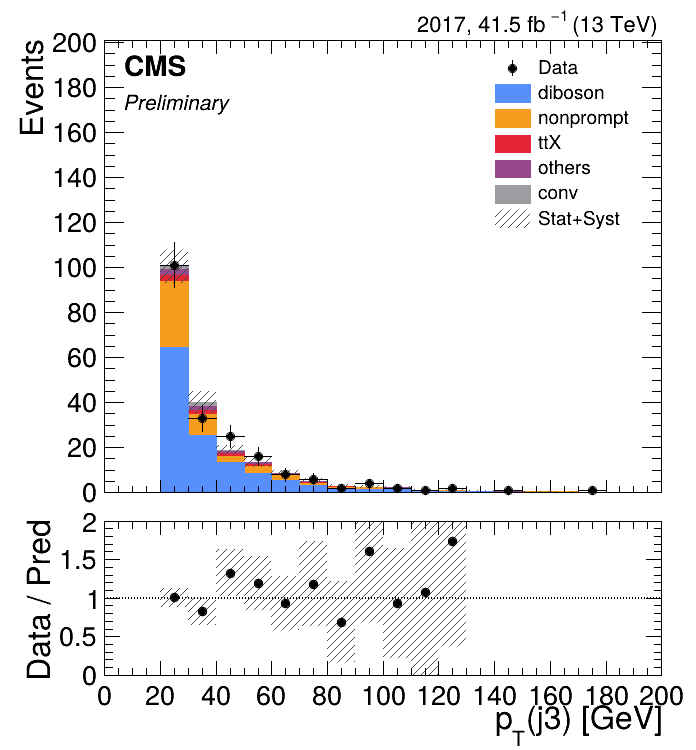 2017, 41.5 fb⁻¹ (13 TeV)
Events
200
180
160
140
120
100
80
60
40
20
0
CMS
Preliminary
Data
diboson
nonprompt
ttX
others
conv
Stat+Syst
Data / Pred
2
1.5
1
0.5
0
0 20 40 60 80 100 120 140 160 180 200
p_T(j3) [GeV]